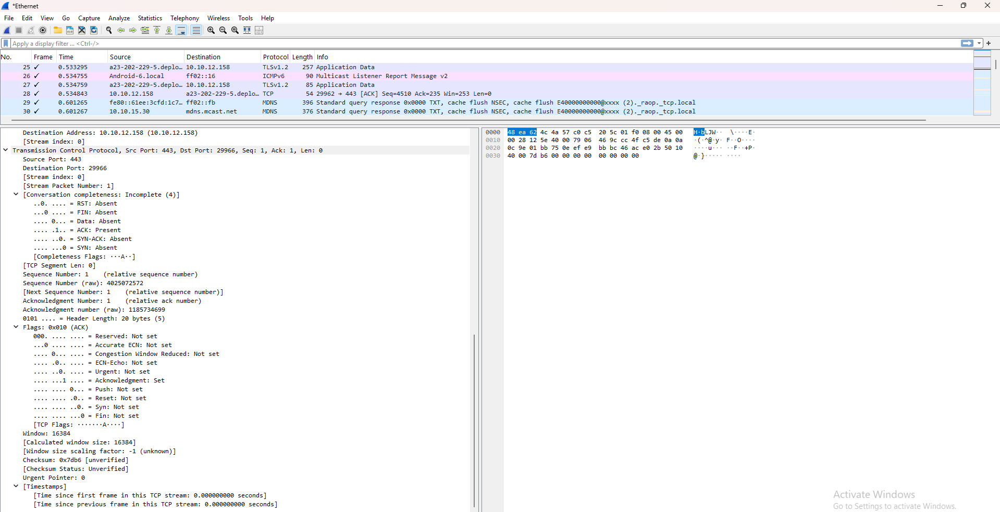 *Ethernet
File Edit View Go Capture Analyze Statistics Telephony Wireless Tools Help
Apply a display filter ... <Ctrl-/>
No. Frame Time Source Destination Protocol Length Info
25 ✓ 0.533295 a23-202-229-5.deplo… 10.10.12.158 TLSv1.2 257 Application Data
26 ✓ 0.534755 Android-6.local ff02::16 ICMPv6 90 Multicast Listener Report Message v2
27 ✓ 0.534759 a23-202-229-5.deplo… 10.10.12.158 TLSv1.2 85 Application Data
28 ✓ 0.534843 10.10.12.158 a23-202-229-5.deplo… TCP 54 29962 → 443 [ACK] Seq=4510 Ack=235 Win=253 Len=0
29 ✓ 0.601265 fe80::61ee:3cfd:1c7… ff02::fb MDNS 396 Standard query response 0x0000 TXT, cache flush NSEC, cache flush E40000000000@xxxx (2)._raop._tcp.local
30 ✓ 0.601267 10.10.15.30 mdns.mcast.net MDNS 376 Standard query response 0x0000 TXT, cache flush NSEC, cache flush E40000000000@xxxx (2)._raop._tcp.local
Destination Address: 10.10.12.158 (10.10.12.158)
[Stream index: 0]
Transmission Control Protocol, Src Port: 443, Dst Port: 29966, Seq: 1, Ack: 1, Len: 0
Source Port: 443
Destination Port: 29966
[Stream index: 0]
[Stream Packet Number: 1]
[Conversation completeness: Incomplete (4)]
..0. .... = RST: Absent
...0 .... = FIN: Absent
.... 0... = Data: Absent
.... .1.. = ACK: Present
.... ..0. = SYN-ACK: Absent
.... ...0 = SYN: Absent
[Completeness Flags: ···A··]
[TCP Segment Len: 0]
Sequence Number: 1    (relative sequence number)
Sequence Number (raw): 4025072572
[Next Sequence Number: 1    (relative sequence number)]
Acknowledgment Number: 1    (relative ack number)
Acknowledgment number (raw): 1185734699
0101 .... = Header Length: 20 bytes (5)
Flags: 0x010 (ACK)
000. .... .... = Reserved: Not set
...0 .... .... = Accurate ECN: Not set
.... 0... .... = Congestion Window Reduced: Not set
.... .0.. .... = ECN-Echo: Not set
.... ..0. .... = Urgent: Not set
.... ...1 .... = Acknowledgment: Set
.... .... 0... = Push: Not set
.... .... .0.. = Reset: Not set
.... .... ..0. = Syn: Not set
.... .... ...0 = Fin: Not set
[TCP Flags: ·······A····]
Window: 16384
[Calculated window size: 16384]
[Window size scaling factor: -1 (unknown)]
Checksum: 0x7db6 [unverified]
[Checksum Status: Unverified]
Urgent Pointer: 0
[Timestamps]
[Time since first frame in this TCP stream: 0.000000000 seconds]
[Time since previous frame in this TCP stream: 0.000000000 seconds]
0000 48 ea 62 4c 4a 57 c0 c5 20 5c 01 f0 08 00 45 00 H·bLJW·· \····E·
0010 00 28 12 5e 40 00 79 06 46 9c cc 4f c5 de 0a 0a ·(·^@·y· F··O····
0020 0c 9e 01 bb 75 0e ef e9 bb bc 46 ac e0 2b 50 10 ····u··· ··F··+P·
0030 40 00 7d b6 00 00 00 00 00 00 00 00 @·}····· ····
Activate Windows
Go to Settings to activate Windows.